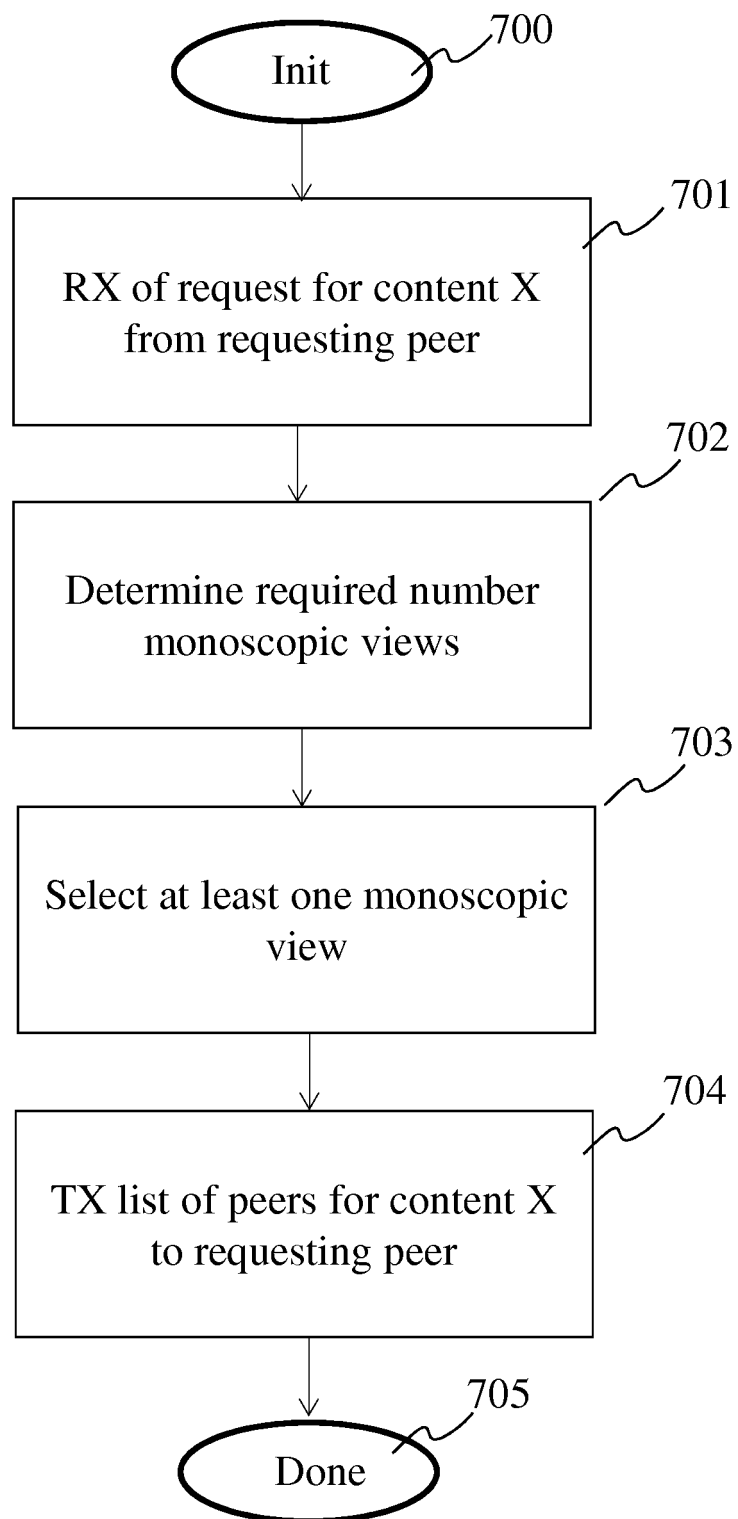 700
Init
701
RX of request for content X
from requesting peer
702
Determine required number
monoscopic views
703
Select at least one monoscopic
view
704
TX list of peers for content X
to requesting peer
705
Done